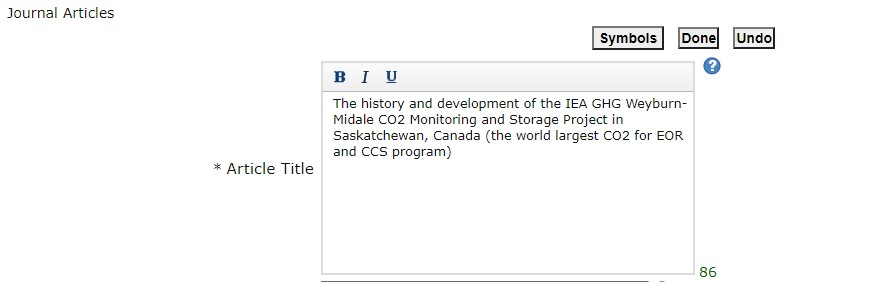 Journal Articles
Symbols Done Undo
?
B I U
The history and development of the IEA GHG Weyburn-
Midale CO2 Monitoring and Storage Project in
Saskatchewan, Canada (the world largest CO2 for EOR
and CCS program)
* Article Title
86